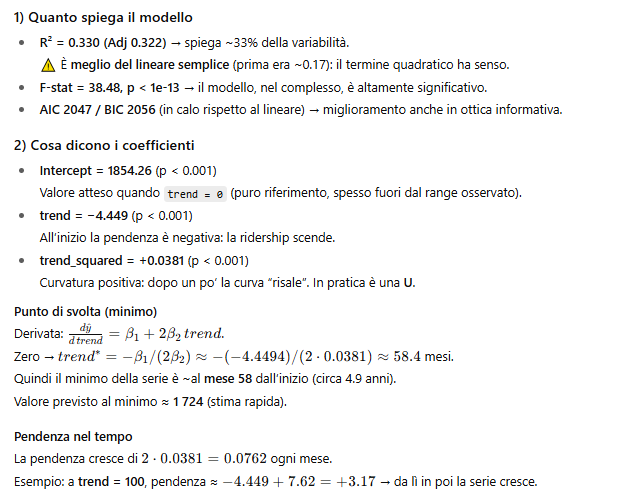 1) Quanto spiega il modello
• R² = 0.330 (Adj 0.322) → spiega ~33% della variabilità.
⚠️ È meglio del lineare semplice (prima era ~0.17): il termine quadratico ha senso.
• F-stat = 38.48, p < 1e-13 → il modello, nel complesso, è altamente significativo.
• AIC 2047 / BIC 2056 (in calo rispetto al lineare) → miglioramento anche in ottica informativa.
2) Cosa dicono i coefficienti
• Intercept = 1854.26 (p < 0.001)
Valore atteso quando trend = 0 (puro riferimento, spesso fuori dal range osservato).
• trend = −4.449 (p < 0.001)
All'inizio la pendenza è negativa: la ridership scende.
• trend_squared = +0.0381 (p < 0.001)
Curvatura positiva: dopo un po’ la curva “risale”. In pratica è una U.
Punto di svolta (minimo)
Derivata: dŷ/d trend = β₁ + 2β₂ trend.
Zero → trend* = −β₁/(2β₂) ≈ −(−4.4494)/(2 · 0.0381) ≈ 58.4 mesi.
Quindi il minimo della serie è ~al mese 58 dall’inizio (circa 4.9 anni).
Valore previsto al minimo ≈ 1 724 (stima rapida).
Pendenza nel tempo
La pendenza cresce di 2 · 0.0381 = 0.0762 ogni mese.
Esempio: a trend = 100, pendenza ≈ −4.449 + 7.62 = +3.17 → da lì in poi la serie cresce.